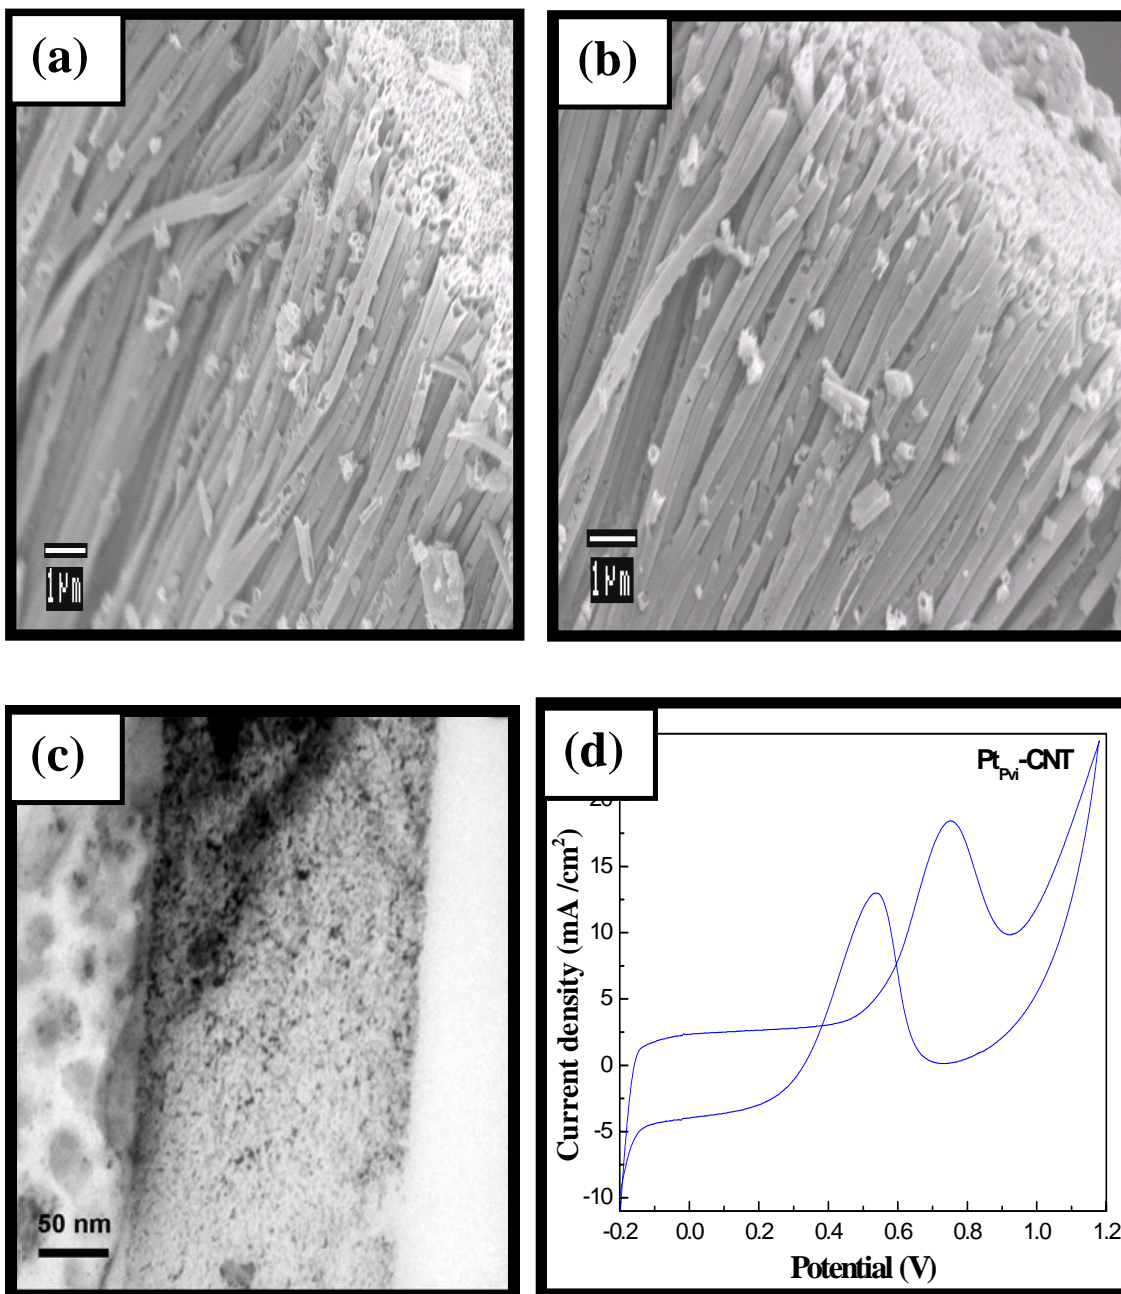 (a)
1 µm
(b)
1 µm
(c)
50 nm
(d)
Pt_Pvi-CNT
20
15
10
5
0
-5
-10
Current density (mA /cm²)
-0.2 0.0 0.2 0.4 0.6 0.8 1.0 1.2
Potential (V)